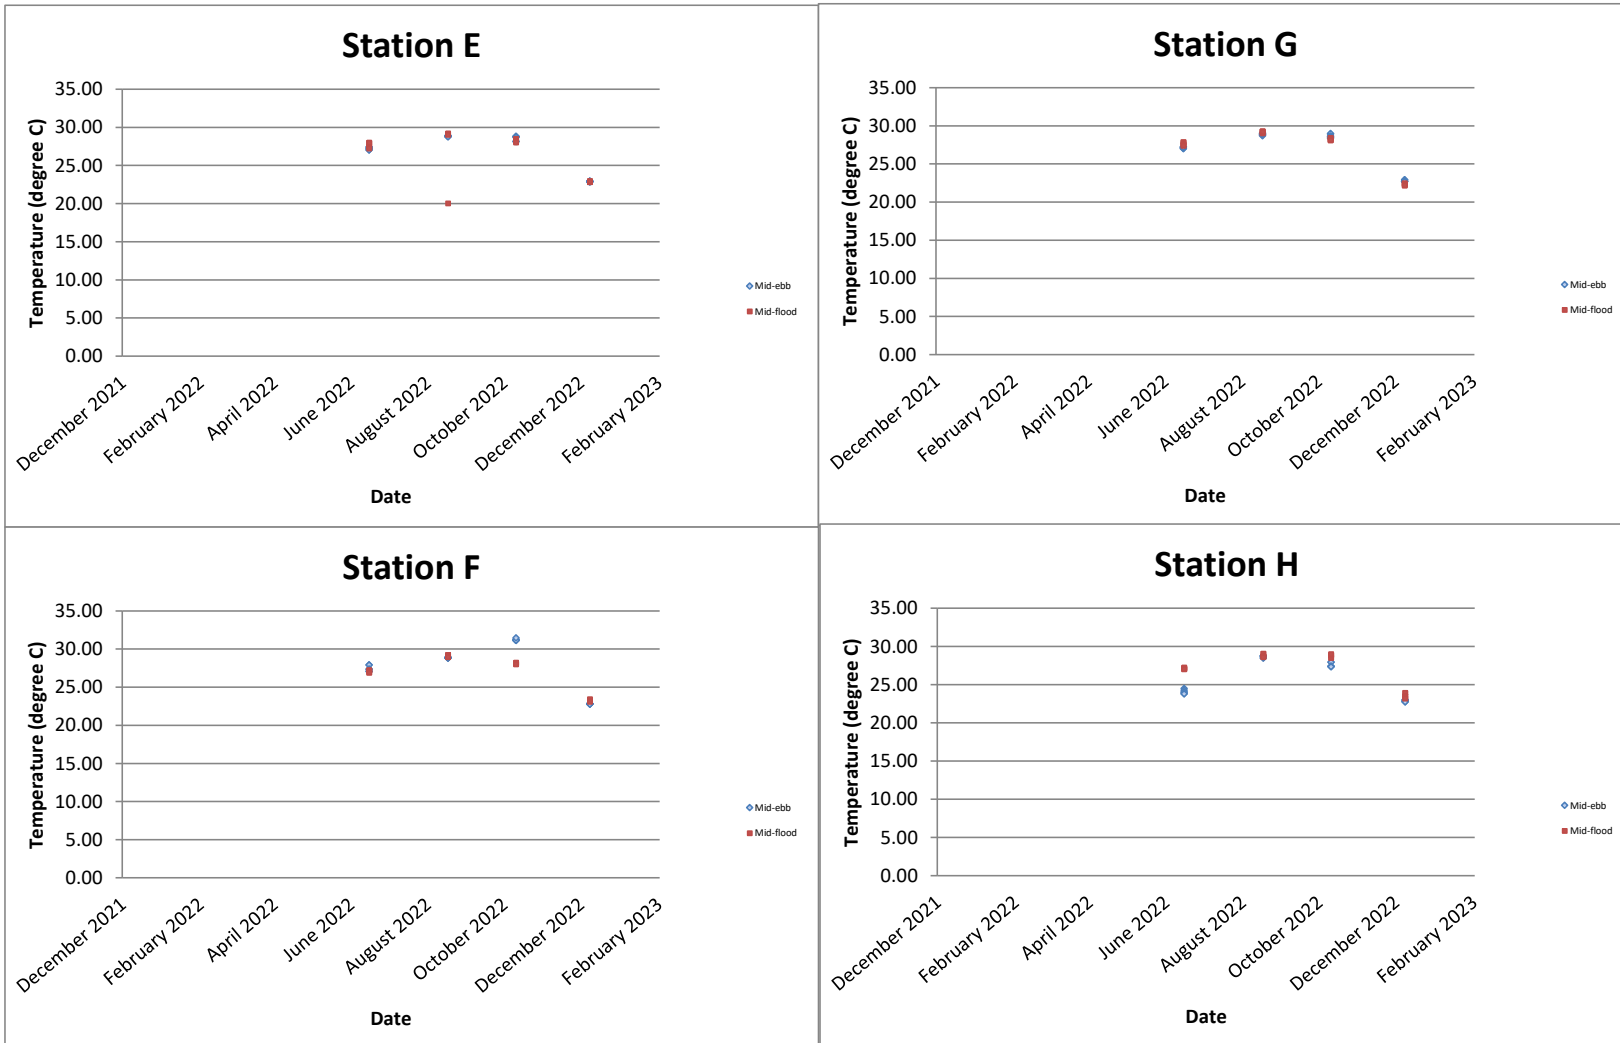 Station E
35.00
30.00
25.00
20.00
15.00
10.00
5.00
0.00
Temperature (degree C)
December 2021
February 2022
April 2022
June 2022
August 2022
October 2022
December 2022
February 2023
Date
Mid-ebb
Mid-flood
Station G
35.00
30.00
25.00
20.00
15.00
10.00
5.00
0.00
Temperature (degree C)
December 2021
February 2022
April 2022
June 2022
August 2022
October 2022
December 2022
February 2023
Date
Mid-ebb
Mid-flood
Station F
35.00
30.00
25.00
20.00
15.00
10.00
5.00
0.00
Temperature (degree C)
December 2021
February 2022
April 2022
June 2022
August 2022
October 2022
December 2022
February 2023
Date
Mid-ebb
Mid-flood
Station H
35.00
30.00
25.00
20.00
15.00
10.00
5.00
0.00
Temperature (degree C)
December 2021
February 2022
April 2022
June 2022
August 2022
October 2022
December 2022
February 2023
Date
Mid-ebb
Mid-flood